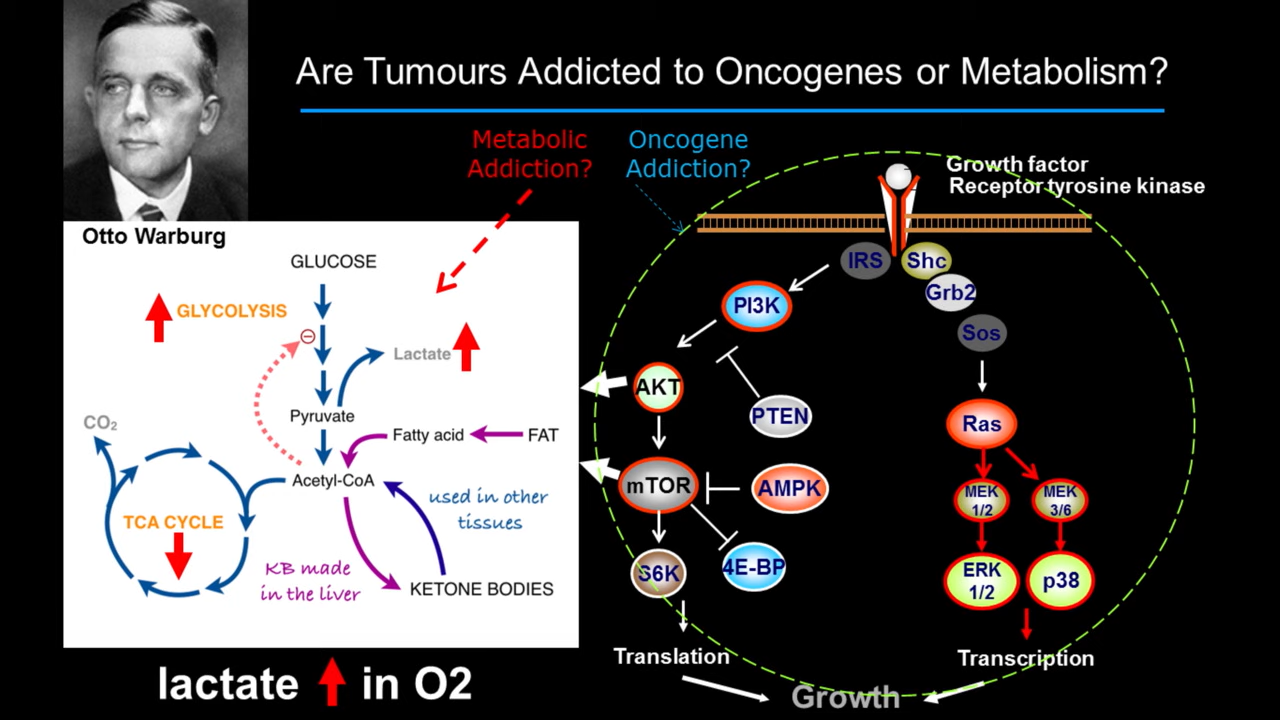 Are Tumours Addicted to Oncogenes or Metabolism?
Metabolic
Addiction?
Oncogene
Addiction?
Otto Warburg
GLUCOSE
GLYCOLYSIS
Lactate
Pyruvate
CO₂
Fatty acid
FAT
Acetyl-CoA
TCA CYCLE
used in other
tissues
KB made
in the liver
KETONE BODIES
lactate
in O2
Growth factor
Receptor tyrosine kinase
IRS
Shc
Grb2
Sos
PI3K
AKT
PTEN
mTOR
AMPK
S6K
4E-BP
Ras
MEK
1/2
MEK
3/6
ERK
1/2
p38
Translation
Transcription
Growth